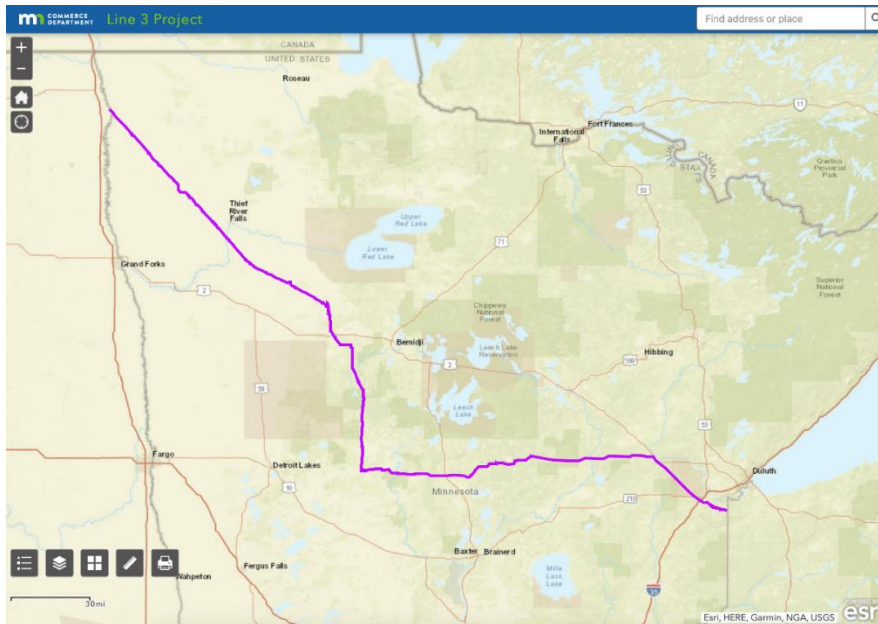 mn COMMERCE
DEPARTMENT
Line 3 Project
Find address or place
+
−
CANADA
UNITED STATES
Roseau
11
International
Falls
Fort Frances
CANADA
Quetico
Provincial
Park
53
Thief
River
Falls
Upper
Red Lake
Lower
Red Lake
71
Grand Forks
2
Superior
National
Forest
Chippewa
National
Forest
Bemidji
Leech Lake
Reservation
Hibbing
2
169
59
Leech
Lake
53
Fargo
Detroit Lakes
Duluth
10
Minnesota
210
Baxter
Brainerd
Fergus Falls
Mille
Lacs
Lake
Wahpeton
35
30mi
Esri, HERE, Garmin, NGA, USGS
esri